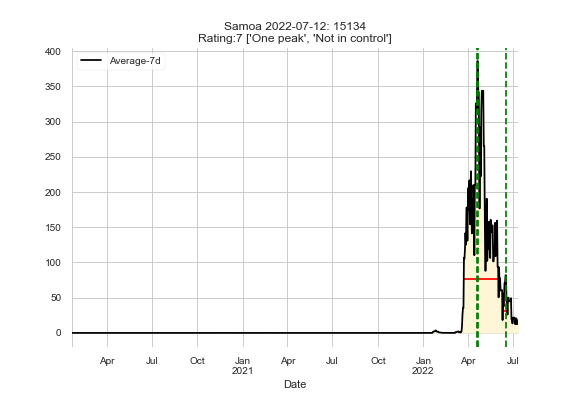 Samoa 2022-07-12: 15134
Rating:7 ['One peak', 'Not in control']
400
350
300
250
200
150
100
50
0
Average-7d
Apr Jul Oct Jan Apr Jul Oct Jan Apr Jul
2021 2022
Date